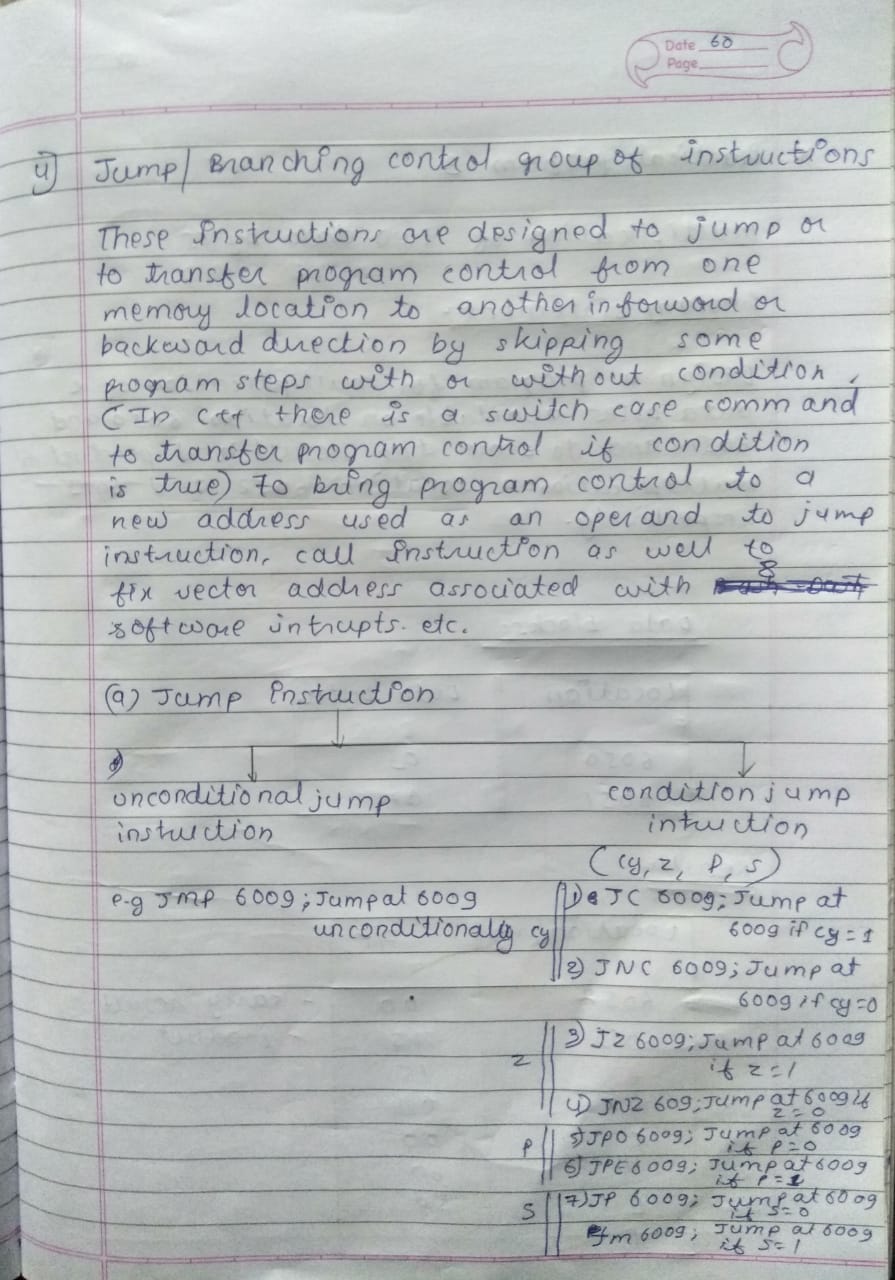 Date 60
Page
4) Jump/ Branching control group of instructions
These instructions are designed to jump or
to transfer program control from one
memory location to another in forword or
backword direction by skipping some
program steps with or without condition.
(In C++ there is a switch case command
to transfer program control if condition
is true) To bring program control to a
new address used as an operand to jump
instruction, call instruction as well to
fix vector address associated with 8
software intrupts. etc.
(a) Jump instruction
unconditional jump
instuction
condition jump
intuction
(cy, z, P, S)
e.g JMP 6009; Jump at 6009
unconditionally
cy
1) JC 6009; Jump at
6009 if cy = 1
2) JNC 6009; Jump at
6009 if cy=0
z
3) JZ 6009; Jump at 6009
if z = 1
4) JNZ 609; Jump at 6009 if
z = 0
P
5) JPO 6009; Jump at 6009
if P = 0
6) JPE 6009; Jump at 6009
if P = 1
S
7) JP 6009; Jump at 6009
if S = 0
Jm 6009; Jump at 6009
if S = 1